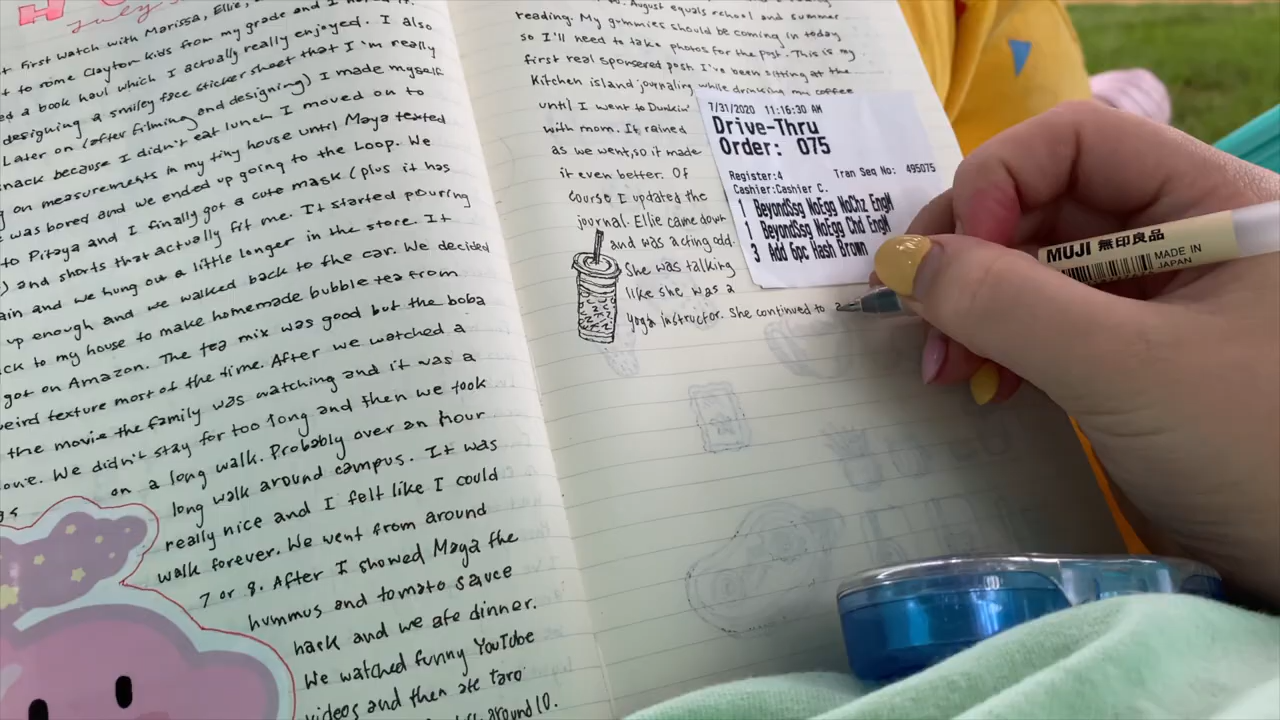 July
first watch with Marissa, Ellie,
to some Clayton kids from my grade and I
a book haul which I actually really enjoyed. I also
designing a smiley face sticker sheet that I'm really
Later on (after filming and designing) I made myself
because I didn't eat lunch I moved on to
on measurements in my tiny house until Maya texted
was bored and we ended up going to the Loop. We
to Pitaya and I finally got a cute mask (plus it has
) and shorts that actually fit me. It started pouring
and we hung out a little longer in the store. It
up enough and we walked back to the car. We decided
to my house to make homemade bubble tea from
got on Amazon. The tea mix was good but the boba
texture most of the time. After we watched a
the movie the family was watching and it was a
We didn't stay for too long and then we took
on a long walk. Probably over an hour
long walk around campus. It was
really nice and I felt like I could
walk forever. We went from around
7 or 8. After I showed Maya the
hummus and tomato sauce
hack and we ate dinner.
We watched funny YouTube
videos and then ate taro
around 10.
August equals school and summer
reading. My gummies should be coming in today
so I'll need to take photos for the post. This is my
first real sponsored post I've been sitting at the
Kitchen island journaling while drinking my coffee
until I went to Dunkin'
with mom. It rained
as we went, so it made
it even better. Of
course I updated the
journal. Ellie came down
and was acting odd.
She was talking
like she was a
yoga instructor. She continued to
7/31/2020 11:16:30 AM
Drive-Thru
Order: 075
Register:4 Tran Seq No: 495075
Cashier:Cashier C.
1 BeyondSsg NoEgg NoChz EngM
1 BeyondSsg NoEgg Chd EngM
3 Add 6pc Hash Brown
MUJI 無印良品
MADE IN
JAPAN